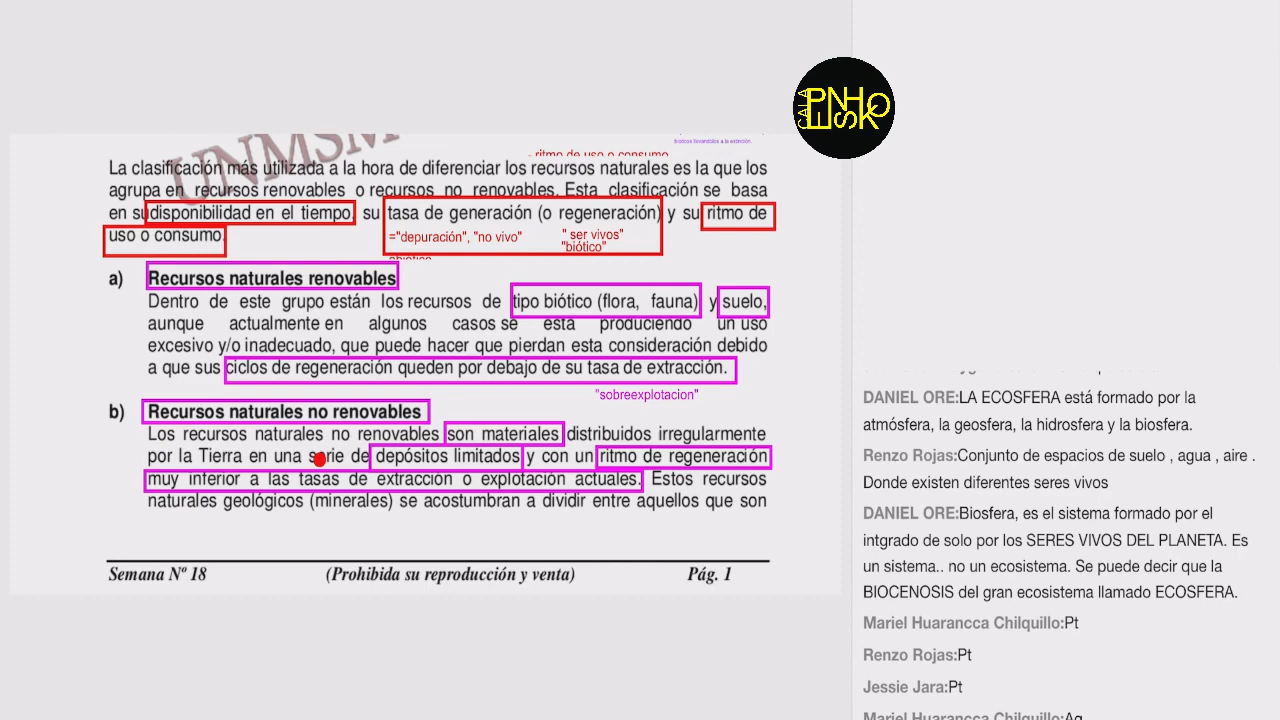 CALA
PENSHKO
UNMSM
bióticos llevandolos a la extinción.
- ritmo de uso o consumo
La clasificación más utilizada a la hora de diferenciar los recursos naturales es la que los
agrupa en recursos renovables o recursos no renovables. Esta clasificación se basa
en su disponibilidad en el tiempo, su tasa de generación (o regeneración) y su ritmo de
uso o consumo.
="depuración", "no vivo" " ser vivos"
"biótico"
abiótico
a) Recursos naturales renovables
Dentro de este grupo están los recursos de tipo biótico (flora, fauna) y suelo,
aunque actualmente en algunos casos se está produciendo un uso
excesivo y/o inadecuado, que puede hacer que pierdan esta consideración debido
a que sus ciclos de regeneración queden por debajo de su tasa de extracción.
"sobreexplotacion"
b) Recursos naturales no renovables
Los recursos naturales no renovables son materiales distribuidos irregularmente
por la Tierra en una serie de depósitos limitados y con un ritmo de regeneración
muy inferior a las tasas de extracción o explotación actuales. Estos recursos
naturales geológicos (minerales) se acostumbran a dividir entre aquellos que son
Semana Nº 18 (Prohibida su reproducción y venta) Pág. 1
DANIEL ORE:LA ECOSFERA está formado por la
atmósfera, la geosfera, la hidrosfera y la biosfera.
Renzo Rojas:Conjunto de espacios de suelo , agua , aire .
Donde existen diferentes seres vivos
DANIEL ORE:Biosfera, es el sistema formado por el
intgrado de solo por los SERES VIVOS DEL PLANETA. Es
un sistema.. no un ecosistema. Se puede decir que la
BIOCENOSIS del gran ecosistema llamado ECOSFERA.
Mariel Huarancca Chilquillo:Pt
Renzo Rojas:Pt
Jessie Jara:Pt
Mariel Huarancca Chilquillo:Ag